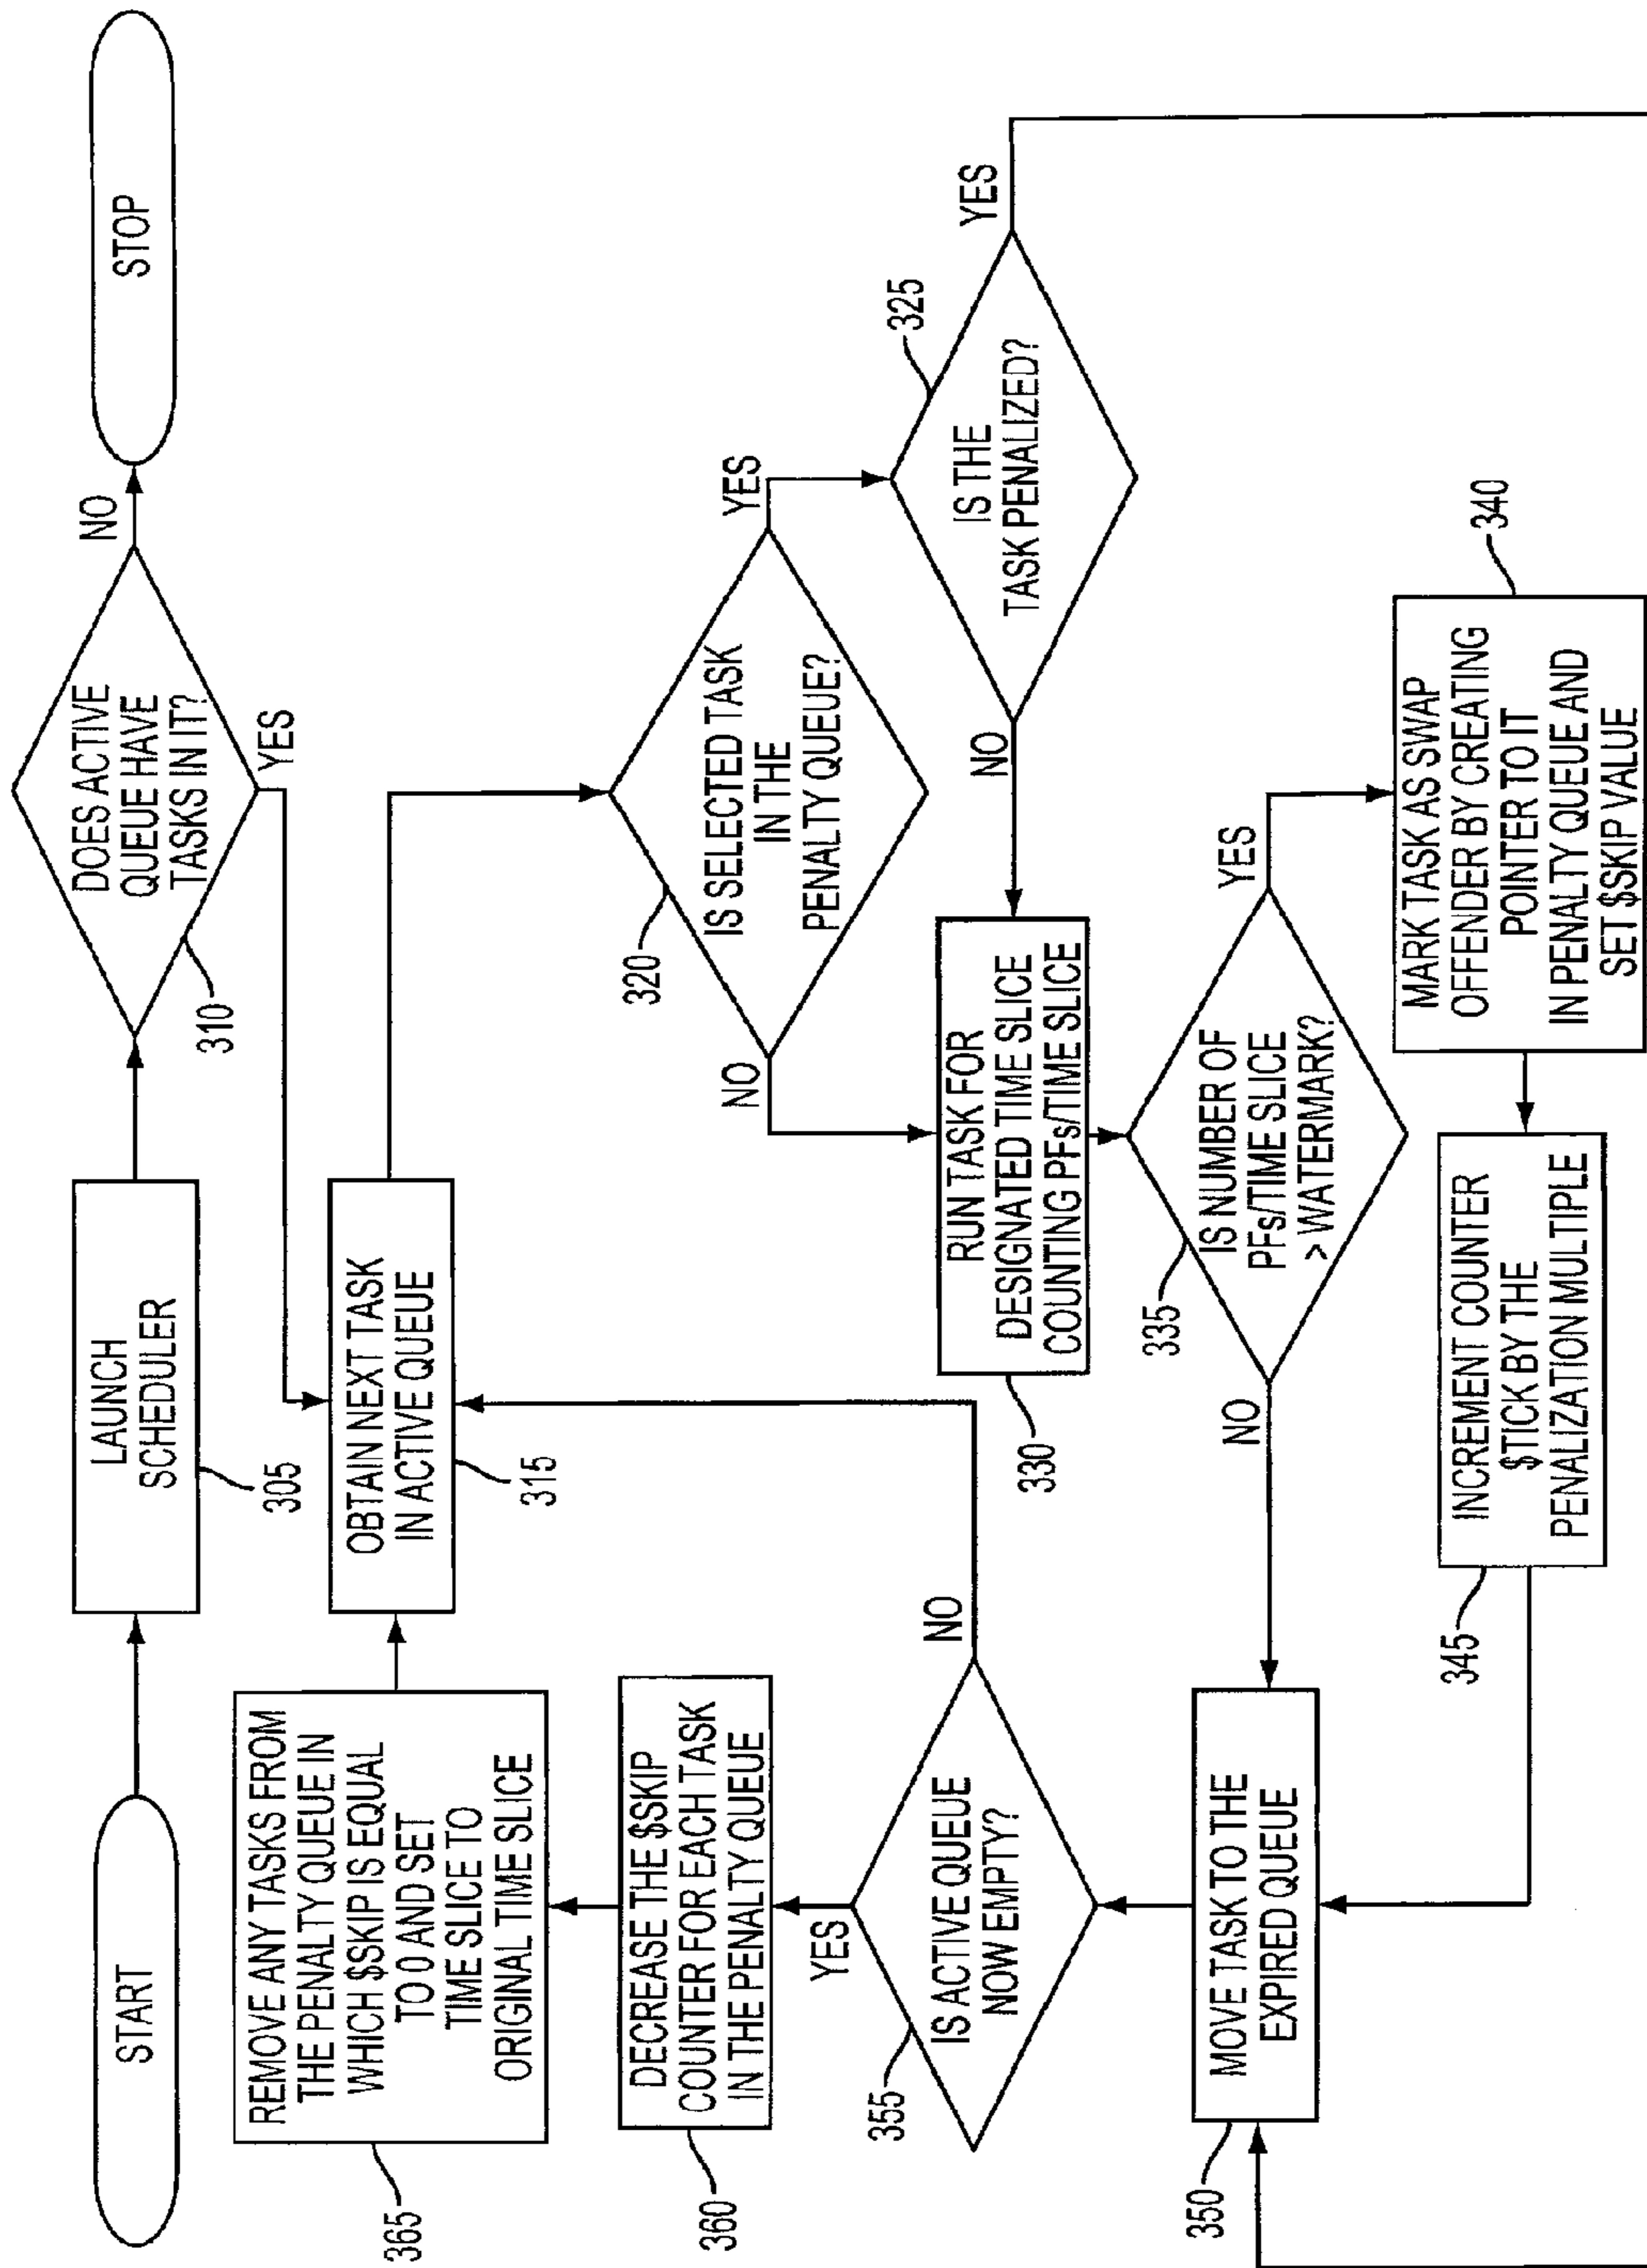 START
LAUNCH
SCHEDULER
305
DOES ACTIVE
QUEUE HAVE
TASKS IN IT?
310
NO
STOP
YES
OBTAIN NEXT TASK
IN ACTIVE QUEUE
315
IS SELECTED TASK
IN THE
PENALTY QUEUE?
320
YES
NO
IS THE
TASK PENALIZED?
325
YES
NO
RUN TASK FOR
DESIGNATED TIME SLICE
COUNTING PFs/TIME SLICE
330
IS NUMBER OF
PFs/TIME SLICE
> WATERMARK?
335
YES
NO
MARK TASK AS SWAP
OFFENDER BY CREATING
POINTER TO IT
IN PENALTY QUEUE AND
SET $SKIP VALUE
340
INCREMENT COUNTER
$TICK BY THE
PENALIZATION MULTIPLE
345
MOVE TASK TO THE
EXPIRED QUEUE
350
IS ACTIVE QUEUE
NOW EMPTY?
355
NO
YES
DECREASE THE $SKIP
COUNTER FOR EACH TASK
IN THE PENALTY QUEUE
360
REMOVE ANY TASKS FROM
THE PENALTY QUEUE IN
WHICH $SKIP IS EQUAL
TO 0 AND SET
TIME SLICE TO
ORIGINAL TIME SLICE
365